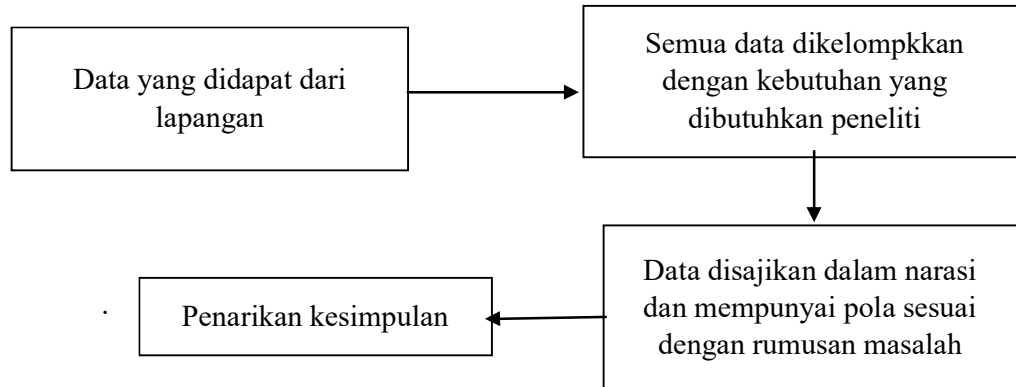 Data yang didapat dari
lapangan
Semua data dikelompkkan
dengan kebutuhan yang
dibutuhkan peneliti
Data disajikan dalam narasi
dan mempunyai pola sesuai
dengan rumusan masalah
Penarikan kesimpulan
.